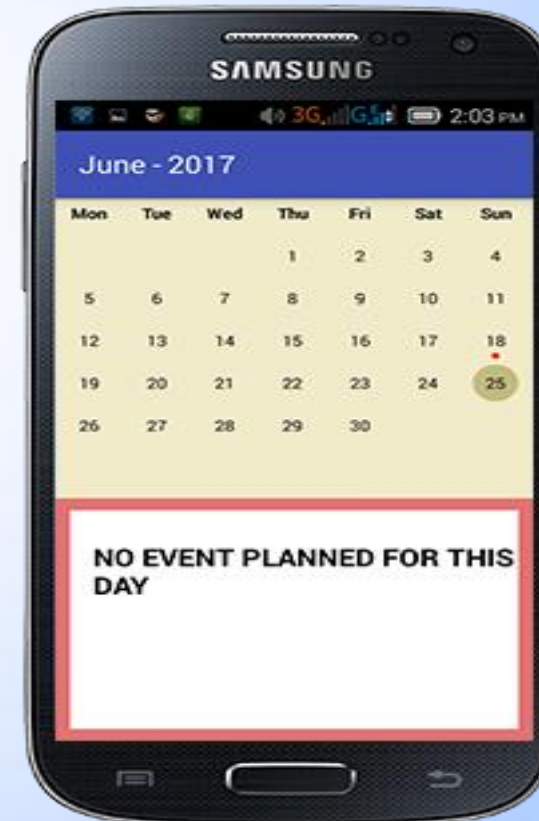 SAMSUNG
3G G 2:03 PM
June - 2017
Mon Tue Wed Thu Fri Sat Sun
1 2 3 4
5 6 7 8 9 10 11
12 13 14 15 16 17 18
19 20 21 22 23 24 25
26 27 28 29 30
NO EVENT PLANNED FOR THIS
DAY